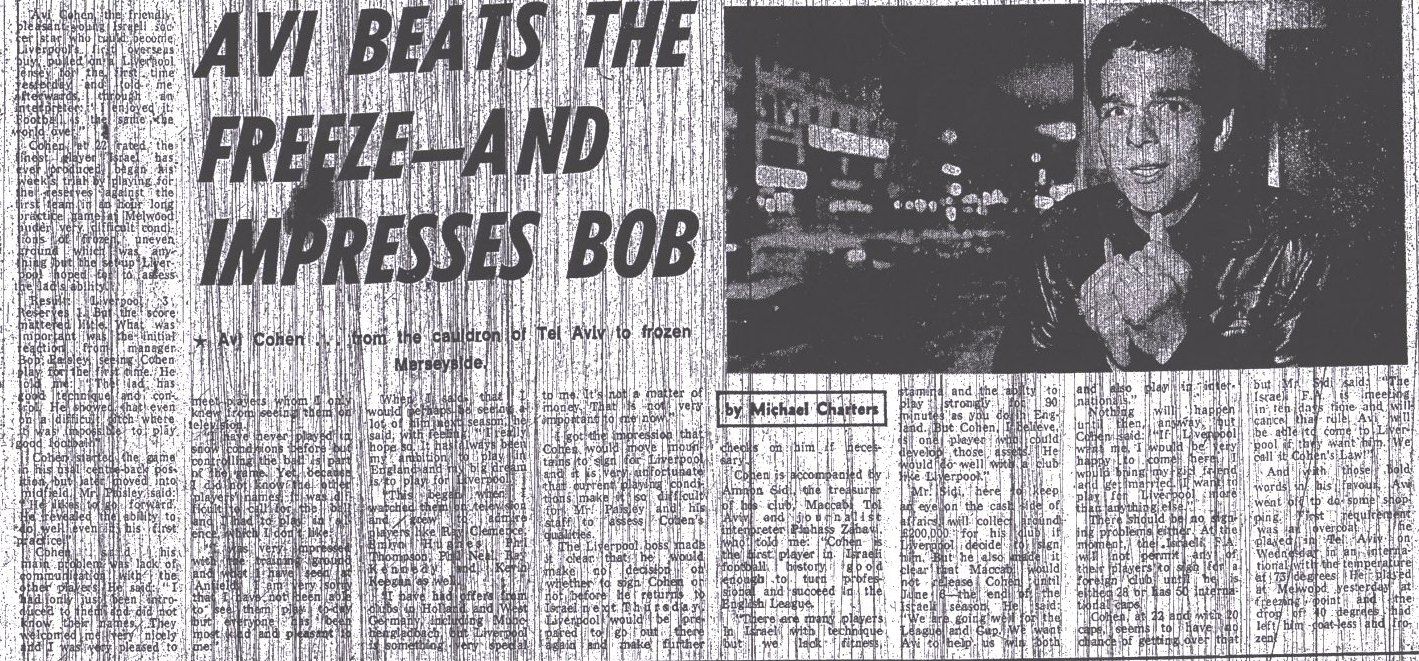 AVI BEATS THE
FREEZE—AND
IMPRESSES BOB
★ Avi Cohen . . . from the cauldron of Tel Aviv to frozen
Merseyside.
Avi Cohen, the friendly,
pleasant young Israeli soc-
cer star who could become
Liverpool's first overseas
buy, pulled on a Liverpool
jersey for the first time
yesterday and told me
afterwards, through an
interpreter: "I enjoyed it.
Football is the same the
world over."
Cohen, at 22 rated the
finest player Israel has
ever produced, began his
week's trial by playing for
the reserves against the
first team in an hour long
practice game at Melwood
under very difficult condi-
tions of frozen, uneven
ground which was any-
thing but the set-up Liver-
pool hoped for to assess
the lad's ability.
Result: Liverpool 3,
Reserves 1. But the score
mattered little. What was
important was the initial
reaction from manager
Bob Paisley, seeing Cohen
play for the first time. He
told me: "The lad has
good technique and con-
trol. He showed that even
on a difficult pitch where
it was impossible to play
good football."
Cohen started the game
in his usual centre-back pos-
ition, but later moved into
midfield. Mr. Paisley said:
"He likes to go forward.
He revealed the ability to
do well, even in his first
practice."
Cohen said his
main problem was lack of
communication with the
other players. He said: "I
had only just been intro-
duced to them and did not
know their names. They
welcomed me very nicely
and I was very pleased to
meet players whom I only
knew from seeing them on
television.
"I have never played in
snow conditions before but
controlling the ball is part
of the game. Yet, because
I did not know the other
players' names, it was dif-
ficult to call for the ball
and I had to play in sil-
ence, which I don't like.
"I was very impressed
with the training ground
and what I have seen at
Anfield. I am very sorry
that I have not been able
to see them play to-day
but everyone has been
most kind and pleasant to
me."
When I said that I
would perhaps be seeing a
lot of him next season, he
said, with feeling: "I really
hope so. It has always been
my ambition to play in
England and my big dream
is to play for Liverpool.
"This began when I
watched them on television
and grew to admire
players like Ray Clemence,
Emlyn Hughes, Phil
Thompson, Phil Neal, Ray
Kennedy and Kevin
Keegan as well.
"I have had offers from
clubs in Holland and West
Germany, including Munc-
hengladbach, but Liverpool
is something very special
to me. It's not a matter of
money. That is not very
important to me now."
I got the impression that
Cohen would move moun-
tains to sign for Liverpool
and it is very unfortunate
that current playing condi-
tions make it so difficult
for Mr. Paisley and his
staff to assess Cohen's
qualities.
The Liverpool boss made
it clear that he would
make no decision on
whether to sign Cohen or
not before he returns to
Israel next Thursday.
Liverpool would be pre-
pared to go out there
again and make further
by Michael Charters
checks on him if neces-
sary.
Cohen is accompanied by
Amnon Sidi, the treasurer
of his club, Maccabi Tel
Aviv, and journalist
interpreter Pinhass Zahavi,
who told me: "Cohen is
the first player in Israeli
football history good
enough to turn profes-
sional and succeed in the
English League.
"There are many players
in Israel with technique
but we lack fitness,
stamina and the ability to
play strongly for 90
minutes as you do in Eng-
land. But Cohen, I believe,
is one player who could
develop those assets. He
would do well with a club
like Liverpool."
Mr. Sidi, here to keep
an eye on the cash side of
affairs, will collect around
£200,000 for his club if
Liverpool decide to sign
him. But he also made it
clear that Maccabi would
not release Cohen until
June 6—the end of the
Israeli season. He said:
"We are going well for the
League and Cup. We want
Avi to help us win both
and also play in inter-
nationals."
Nothing will happen
until then, anyway, but
Cohen said: "If Liverpool
want me, I would be very
happy to come here. I
would bring my girl friend
and get married. I want to
play for Liverpool more
than anything else."
There should be no sign-
ing problems either. At the
moment, the Israeli F.A.
will not permit any of
their players to sign for a
foreign club until he is
either 28 or has 50 interna-
tional caps.
Cohen, at 22 and with 20
caps, seems to have no
chance of getting over that
but Mr. Sidi said: "The
Israel F.A. is meeting
in ten days time and will
cancel that rule. Avi will
be able to come to Liver-
pool if they want him. We
call it Cohen's Law!"
And with those bold
words in his favour, Avi
went off to do some shop-
ping. First requirement
was an overcoat—he
played in Tel Aviv on
Wednesday in an interna-
tional with the temperature
at 73 degrees. He played
at Melwood yesterday at
freezing point and the
drop of 40 degrees had
left him coat-less and fro-
zen!